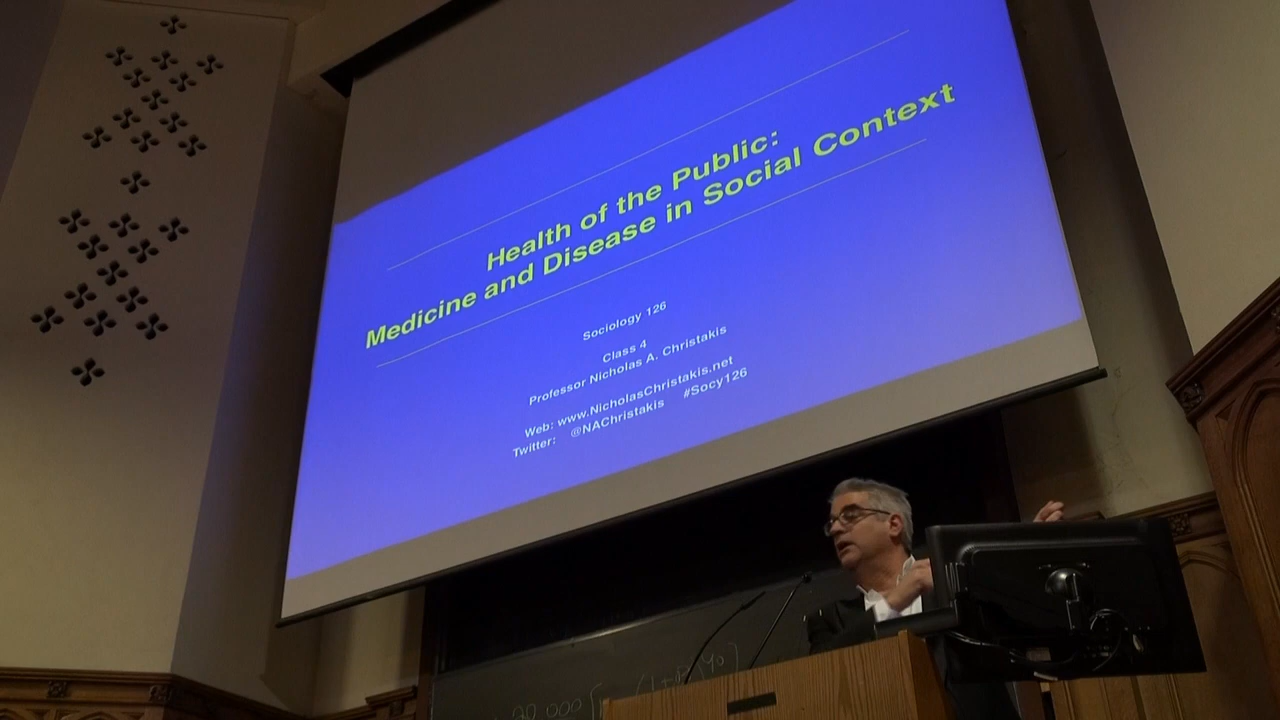 Health of the Public:
Medicine and Disease in Social Context
Sociology 126
Class 4
Professor Nicholas A. Christakis
Web: www.NicholasChristakis.net
Twitter: @NAChristakis #Socy126